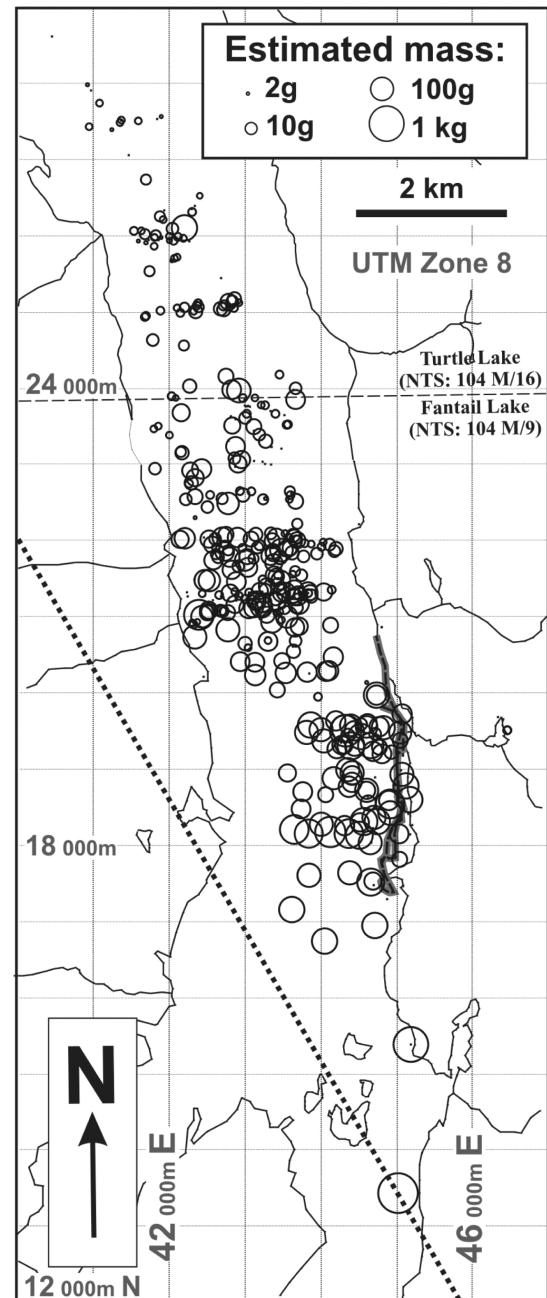 Estimated mass:
2g 100g
10g 1 kg
2 km
UTM Zone 8
Turtle Lake
24 000m (NTS: 104 M/16)
Fantail Lake
(NTS: 104 M/9)
18 000m
N
42 000m E
46 000m E
12 000m N